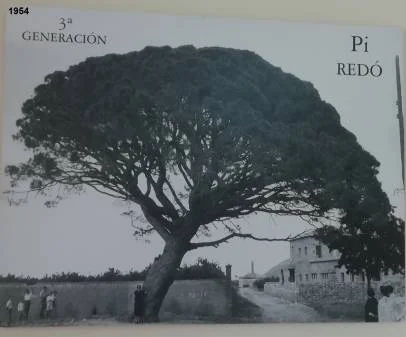 1954
3ª
GENERACIÓN
Pi
REDÓ